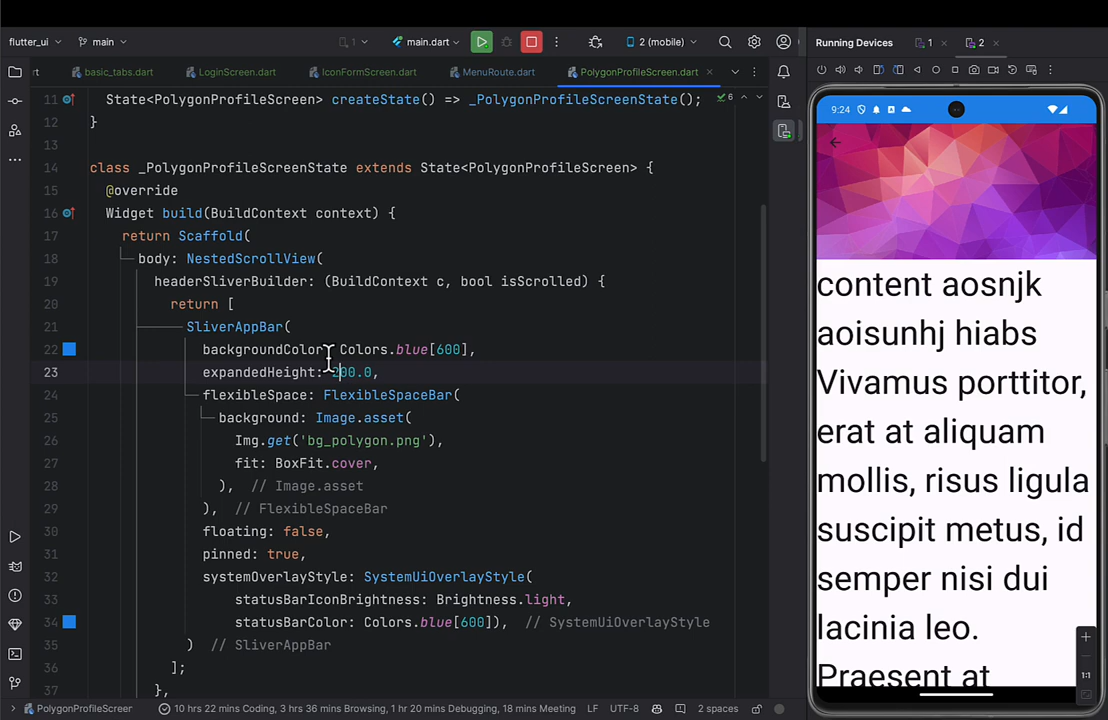 flutter_ui main 1 main.dart 2 (mobile) Running Devices 1 2
rt basic_tabs.dart LoginScreen.dart IconFormScreen.dart MenuRoute.dart PolygonProfileScreen.dart
11 State<PolygonProfileScreen> createState() => _PolygonProfileScreenState(); 6
12 }
13
14 class _PolygonProfileScreenState extends State<PolygonProfileScreen> {
15 @override
16 Widget build(BuildContext context) {
17 return Scaffold(
18 body: NestedScrollView(
19 headerSliverBuilder: (BuildContext c, bool isScrolled) {
20 return [
21 SliverAppBar(
22 backgroundColor: Colors.blue[600],
23 expandedHeight: 200.0,
24 flexibleSpace: FlexibleSpaceBar(
25 background: Image.asset(
26 Img.get('bg_polygon.png'),
27 fit: BoxFit.cover,
28 ), // Image.asset
29 ), // FlexibleSpaceBar
30 floating: false,
31 pinned: true,
32 systemOverlayStyle: SystemUiOverlayStyle(
33 statusBarIconBrightness: Brightness.light,
34 statusBarColor: Colors.blue[600]), // SystemUiOverlayStyle
35 ) // SliverAppBar
36 ];
37 },
9:24
content aosnjk
aoisunhj hiabs
Vivamus porttitor,
erat at aliquam
mollis, risus ligula
suscipit metus, id
semper nisi dui
lacinia leo.
Praesent at
1:1
PolygonProfileScreen 10 hrs 22 mins Coding, 3 hrs 36 mins Browsing, 1 hr 20 mins Debugging, 18 mins Meeting LF UTF-8 2 spaces